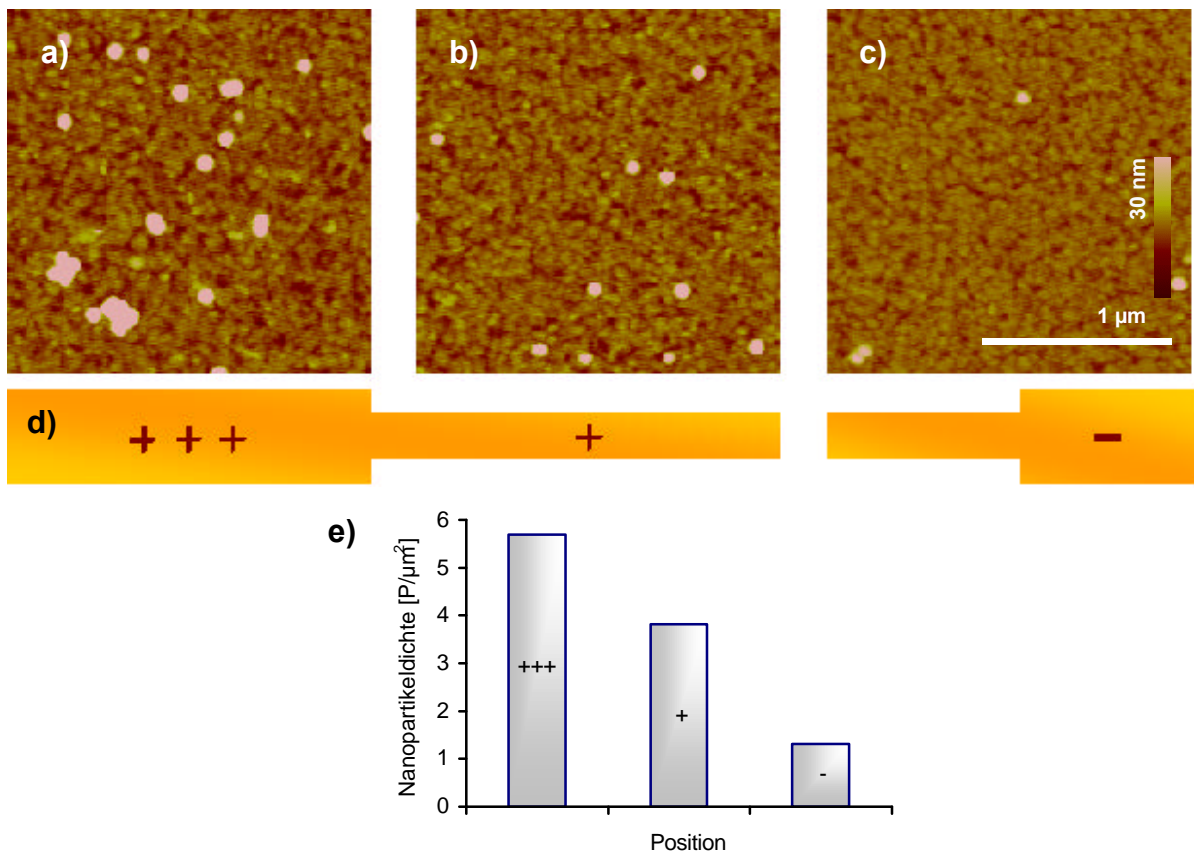 a)
b)
c)
30 nm
1 µm
d)
+ + +
+
-
e)
Nanopartikeldichte [P/µm²]
6
5
4
3
2
1
0
+++
+
-
Position